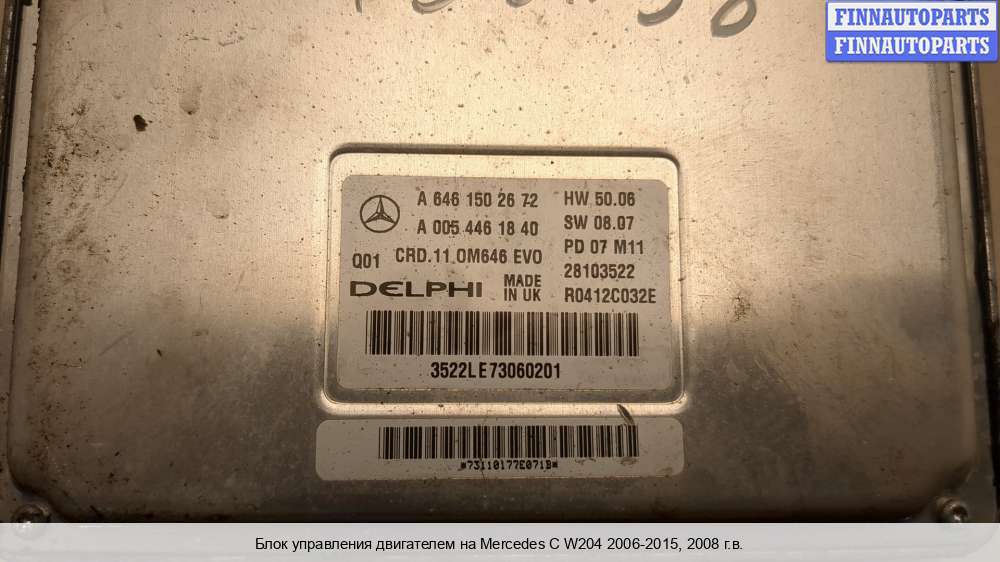 FINNAUTOPARTS
FINNAUTOPARTS
A 646 150 26 72
A 005 446 18 40
Q01 CRD.11 OM646 EVO
DELPHI MADE IN UK
HW 50.06
SW 08.07
PD 07 M11
28103522
R0412C032E
3522LE73060201
*73110177E071B*
Блок управления двигателем на Mercedes C W204 2006-2015, 2008 г.в.